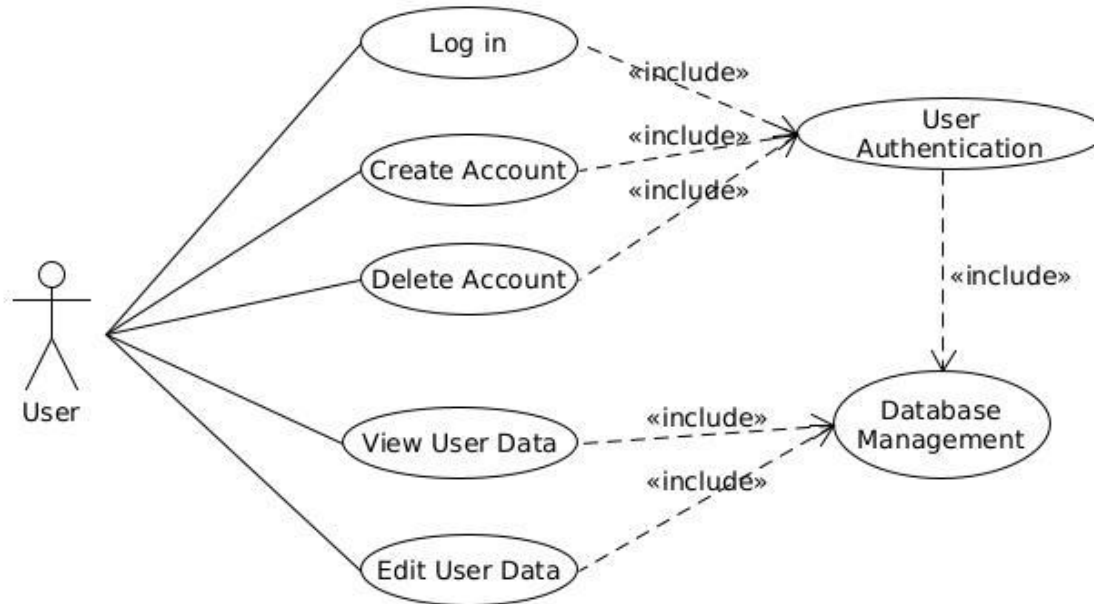 Log in
«include»
User
Authentication
«include»
Create Account
«include»
Delete Account
«include»
User
Database
Management
«include»
View User Data
«include»
Edit User Data